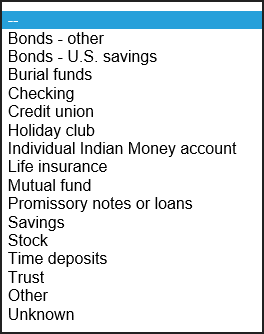 --
Bonds - other
Bonds - U.S. savings
Burial funds
Checking
Credit union
Holiday club
Individual Indian Money account
Life insurance
Mutual fund
Promissory notes or loans
Savings
Stock
Time deposits
Trust
Other
Unknown